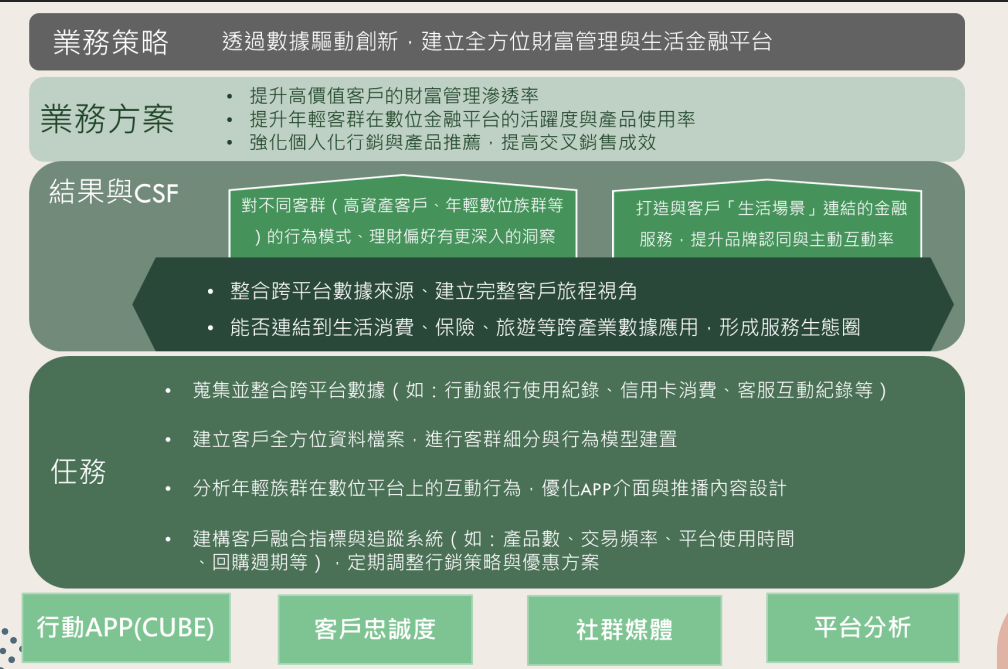 業務策略 透過數據驅動創新，建立全方位財富管理與生活金融平台
業務方案
• 提升高價值客戶的財富管理滲透率
• 提升年輕客群在數位金融平台的活躍度與產品使用率
• 強化個人化行銷與產品推薦，提高交叉銷售成效
結果與CSF
對不同客群（高資產客戶、年輕數位族群等
）的行為模式、理財偏好有更深入的洞察
打造與客戶「生活場景」連結的金融
服務，提升品牌認同與主動互動率
• 整合跨平台數據來源、建立完整客戶旅程視角
• 能否連結到生活消費、保險、旅遊等跨產業數據應用，形成服務生態圈
任務
• 蒐集並整合跨平台數據（如：行動銀行使用紀錄、信用卡消費、客服互動紀錄等）
• 建立客戶全方位資料檔案，進行客群細分與行為模型建置
• 分析年輕族群在數位平台上的互動行為，優化APP介面與推播內容設計
• 建構客戶融合指標與追蹤系統（如：產品數、交易頻率、平台使用時間
、回購週期等），定期調整行銷策略與優惠方案
行動APP(CUBE)
客戶忠誠度
社群媒體
平台分析